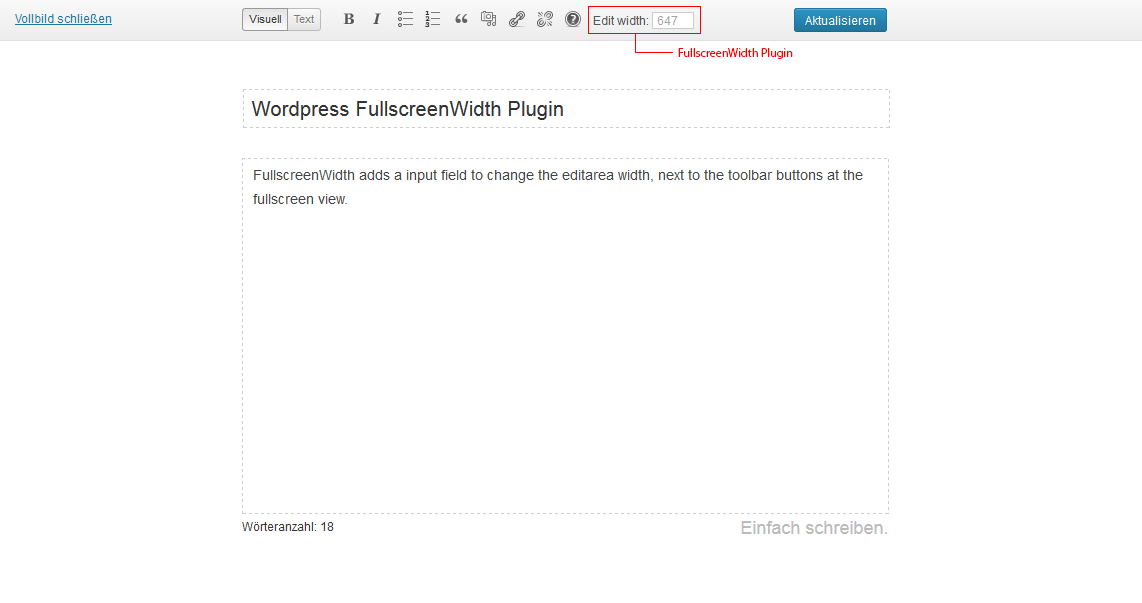 Vollbild schließen
Visuell Text B I Edit width: 647 Aktualisieren
FullscreenWidth Plugin
Wordpress FullscreenWidth Plugin
FullscreenWidth adds a input field to change the editarea width, next to the toolbar buttons at the
fullscreen view.
Wörteranzahl: 18
Einfach schreiben.